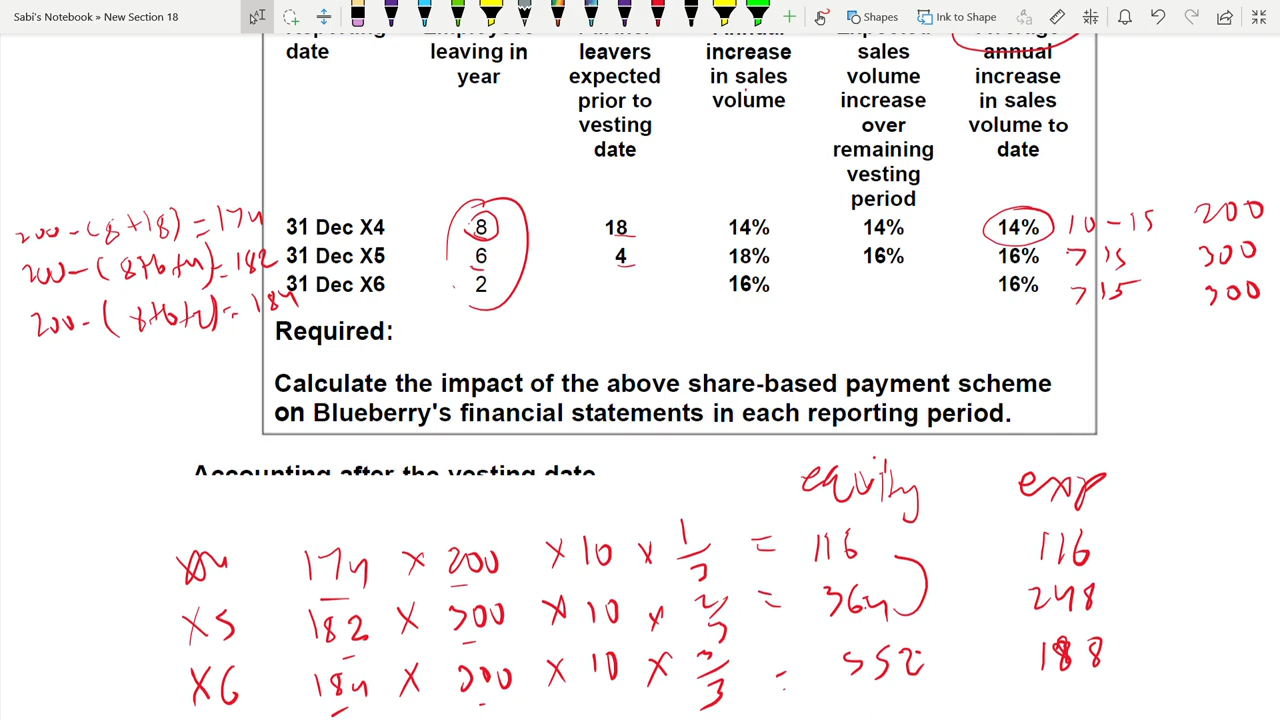 Sabi's Notebook » New Section 18
Shapes
Ink to Shape
Reporting date
Employees leaving in year
leavers expected prior to vesting date
increase in sales volume
Expected sales volume increase over remaining vesting period
Average annual increase in sales volume to date
200 - (8+18) = 174
31 Dec X4 8 18 14% 14% 14% 10 - 15 200
200 - (8+6+4) = 182
31 Dec X5 6 4 18% 16% 16% > 15 300
200 - (8+6+2) = 184
31 Dec X6 2 16% 16% > 15 300
Required:
Calculate the impact of the above share-based payment scheme
on Blueberry's financial statements in each reporting period.
Accounting after the vesting date
equity exp
X4 174 × 200 × 10 × 1/3 = 116 116
X5 182 × 300 × 10 × 2/3 = 364 248
X6 184 × 300 × 10 × 3/3 = 552 188